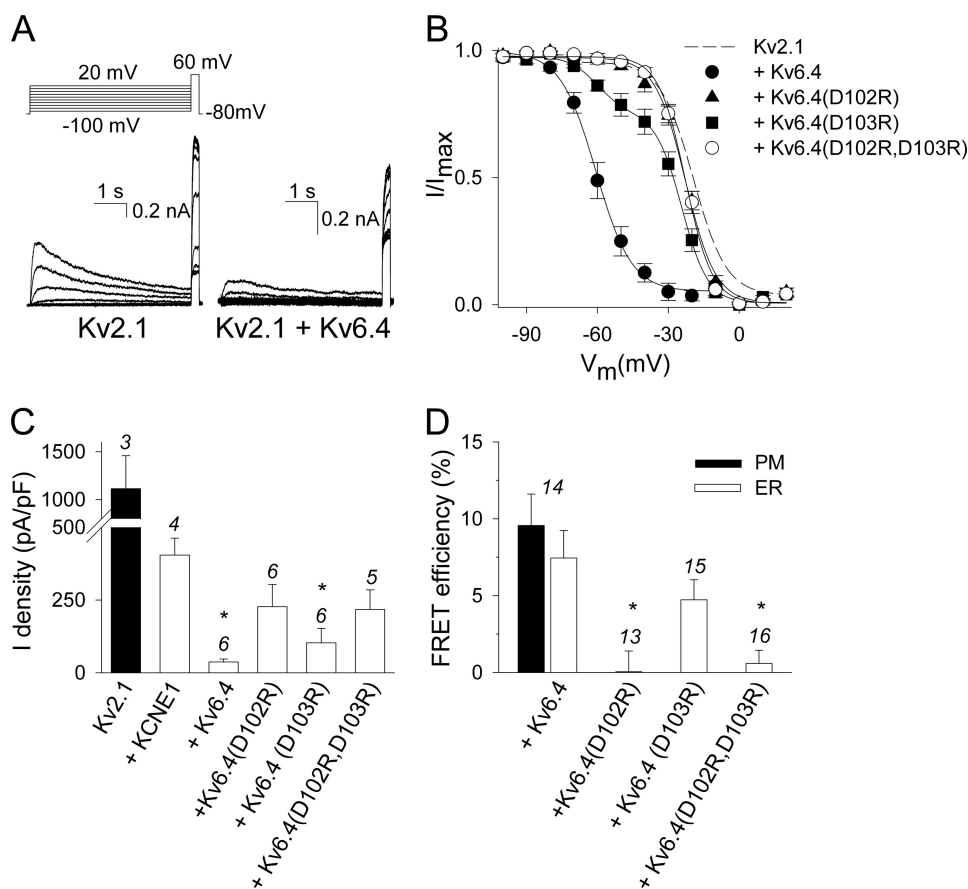 A
20 mV
60 mV
-80mV
-100 mV
1 s
0.2 nA
1 s
0.2 nA
Kv2.1
Kv2.1 + Kv6.4
B
1.0
0.5
0.0
I/Imax
-90
-60
-30
0
Vm(mV)
Kv2.1
+ Kv6.4
+ Kv6.4(D102R)
+ Kv6.4(D103R)
+ Kv6.4(D102R,D103R)
C
I density (pA/pF)
1500
1000
500
250
0
3
4
* 6
6
* 6
5
Kv2.1
+ KCNE1
+ Kv6.4
+Kv6.4(D102R)
+ Kv6.4 (D103R)
+ Kv6.4(D102R,D103R)
D
FRET efficiency (%)
15
10
5
0
PM
ER
14
* 13
15
* 16
+ Kv6.4
+Kv6.4(D102R)
+ Kv6.4 (D103R)
+ Kv6.4(D102R,D103R)